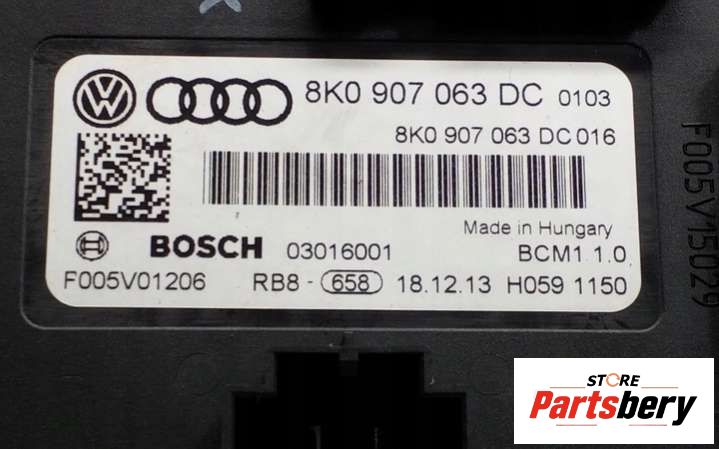 8K0 907 063 DC 0103
8K0 907 063 DC 016
Made in Hungary
BOSCH 03016001 BCM1 1.0
F005V01206 RB8 - 658 18.12.13 H059 1150
F005V15029
STORE
Partsbery